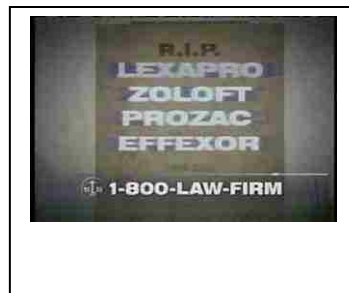 R.I.P.
LEXAPRO
ZOLOFT
PROZAC
EFFEXOR
1-800-LAW-FIRM